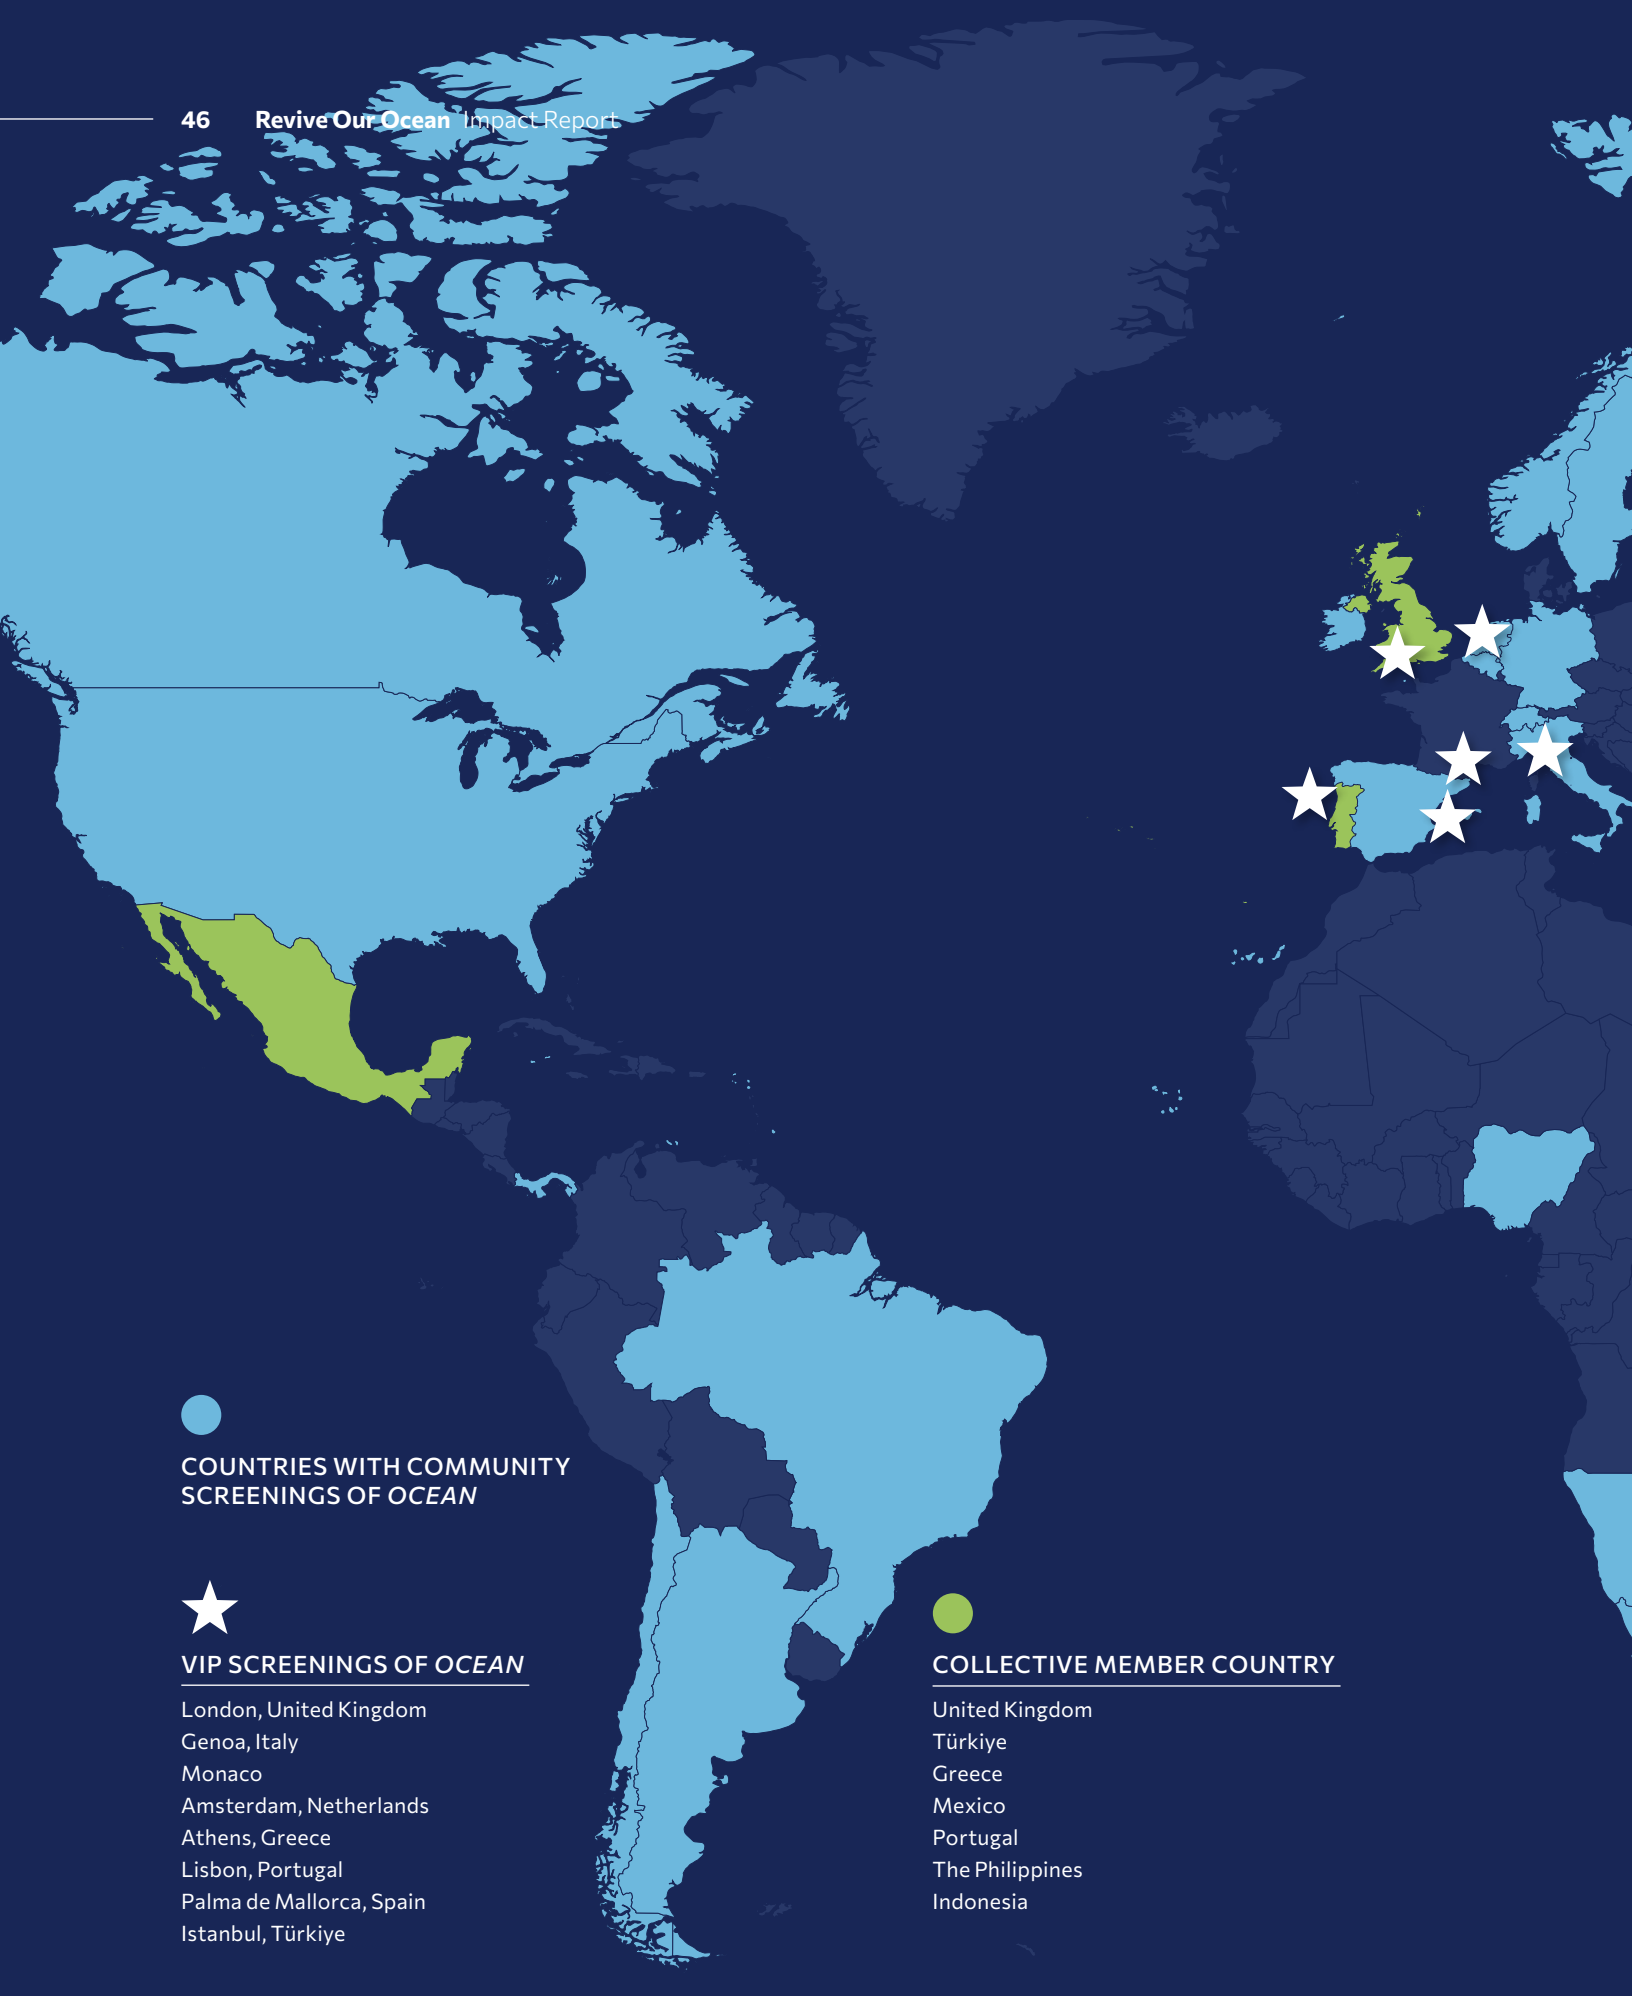 46 Revive Our Ocean Impact Report
COUNTRIES WITH COMMUNITY
SCREENINGS OF OCEAN
VIP SCREENINGS OF OCEAN
London, United Kingdom
Genoa, Italy
Monaco
Amsterdam, Netherlands
Athens, Greece
Lisbon, Portugal
Palma de Mallorca, Spain
Istanbul, Türkiye
COLLECTIVE MEMBER COUNTRY
United Kingdom
Türkiye
Greece
Mexico
Portugal
The Philippines
Indonesia